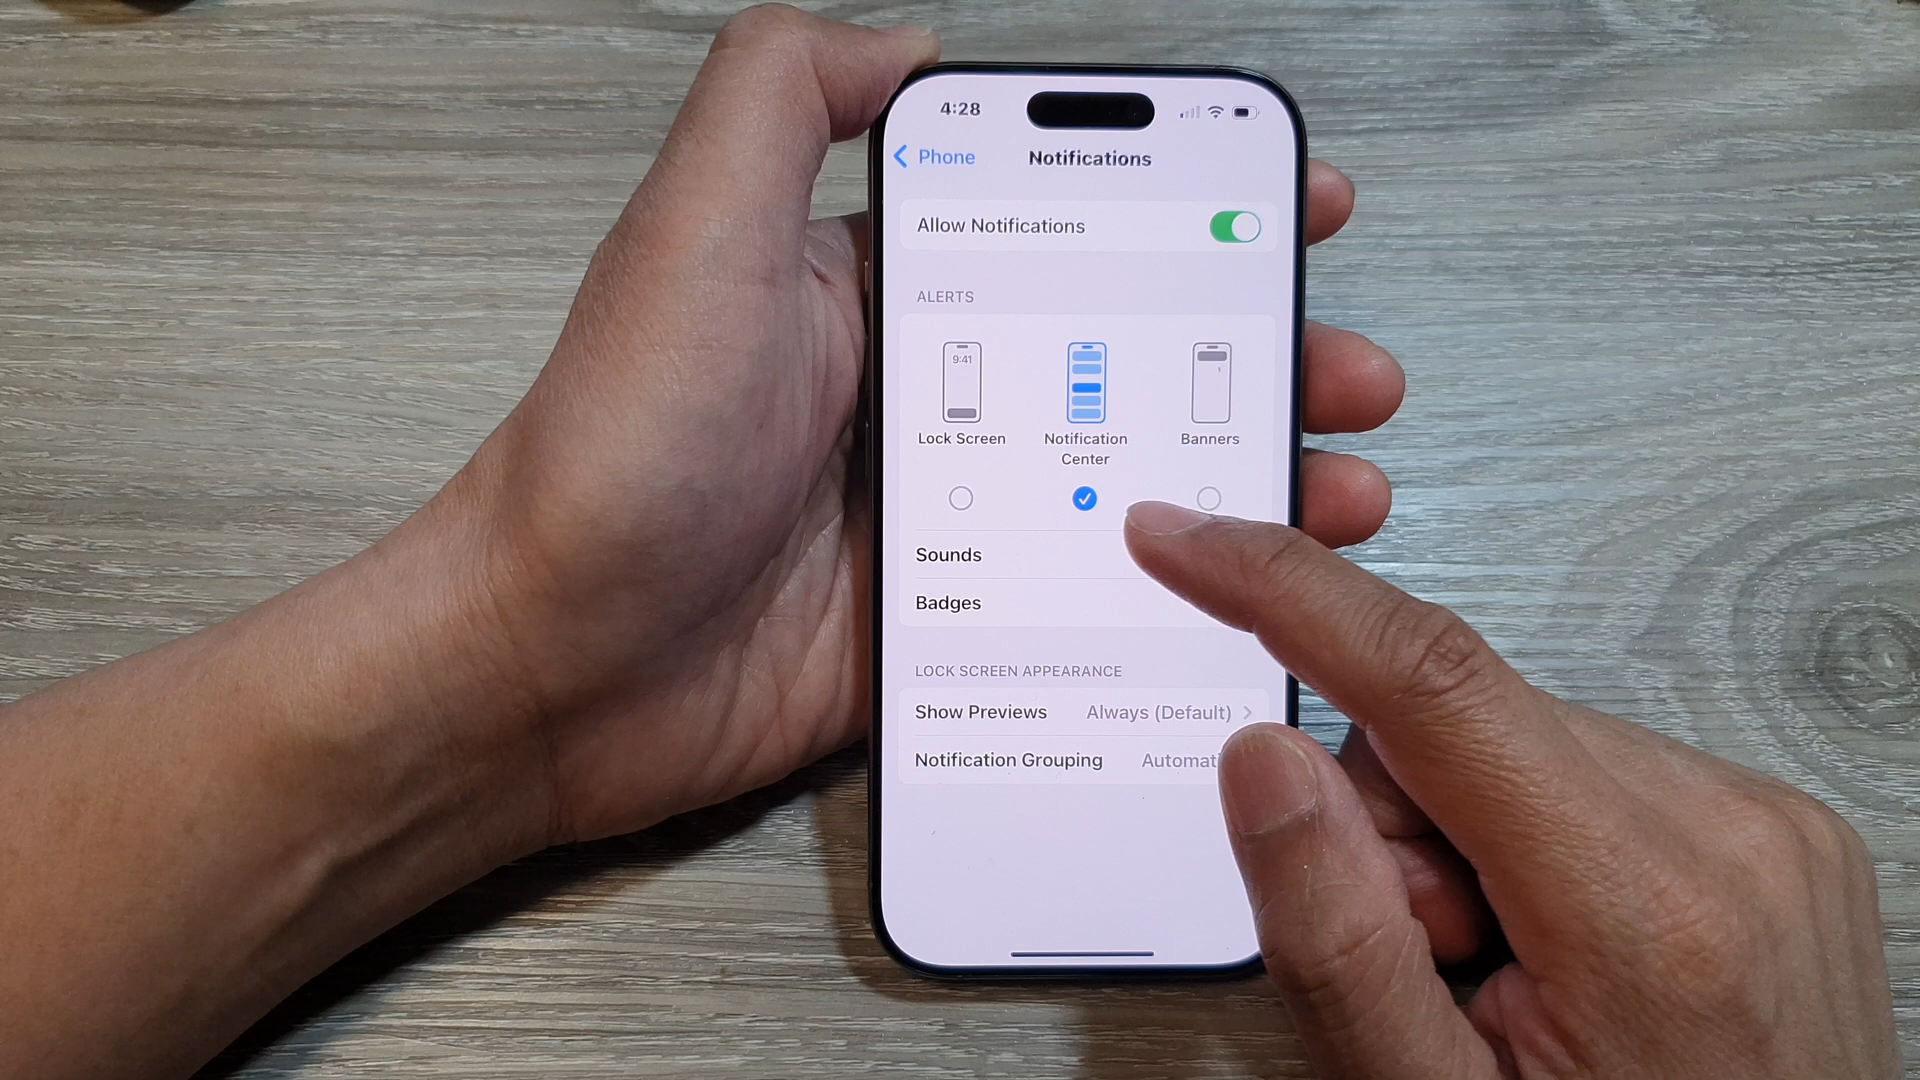 4:28
Phone
Notifications
Allow Notifications
ALERTS
9:41
Lock Screen
Notification
Center
Banners
Sounds
Badges
LOCK SCREEN APPEARANCE
Show Previews Always (Default)
Notification Grouping Automat